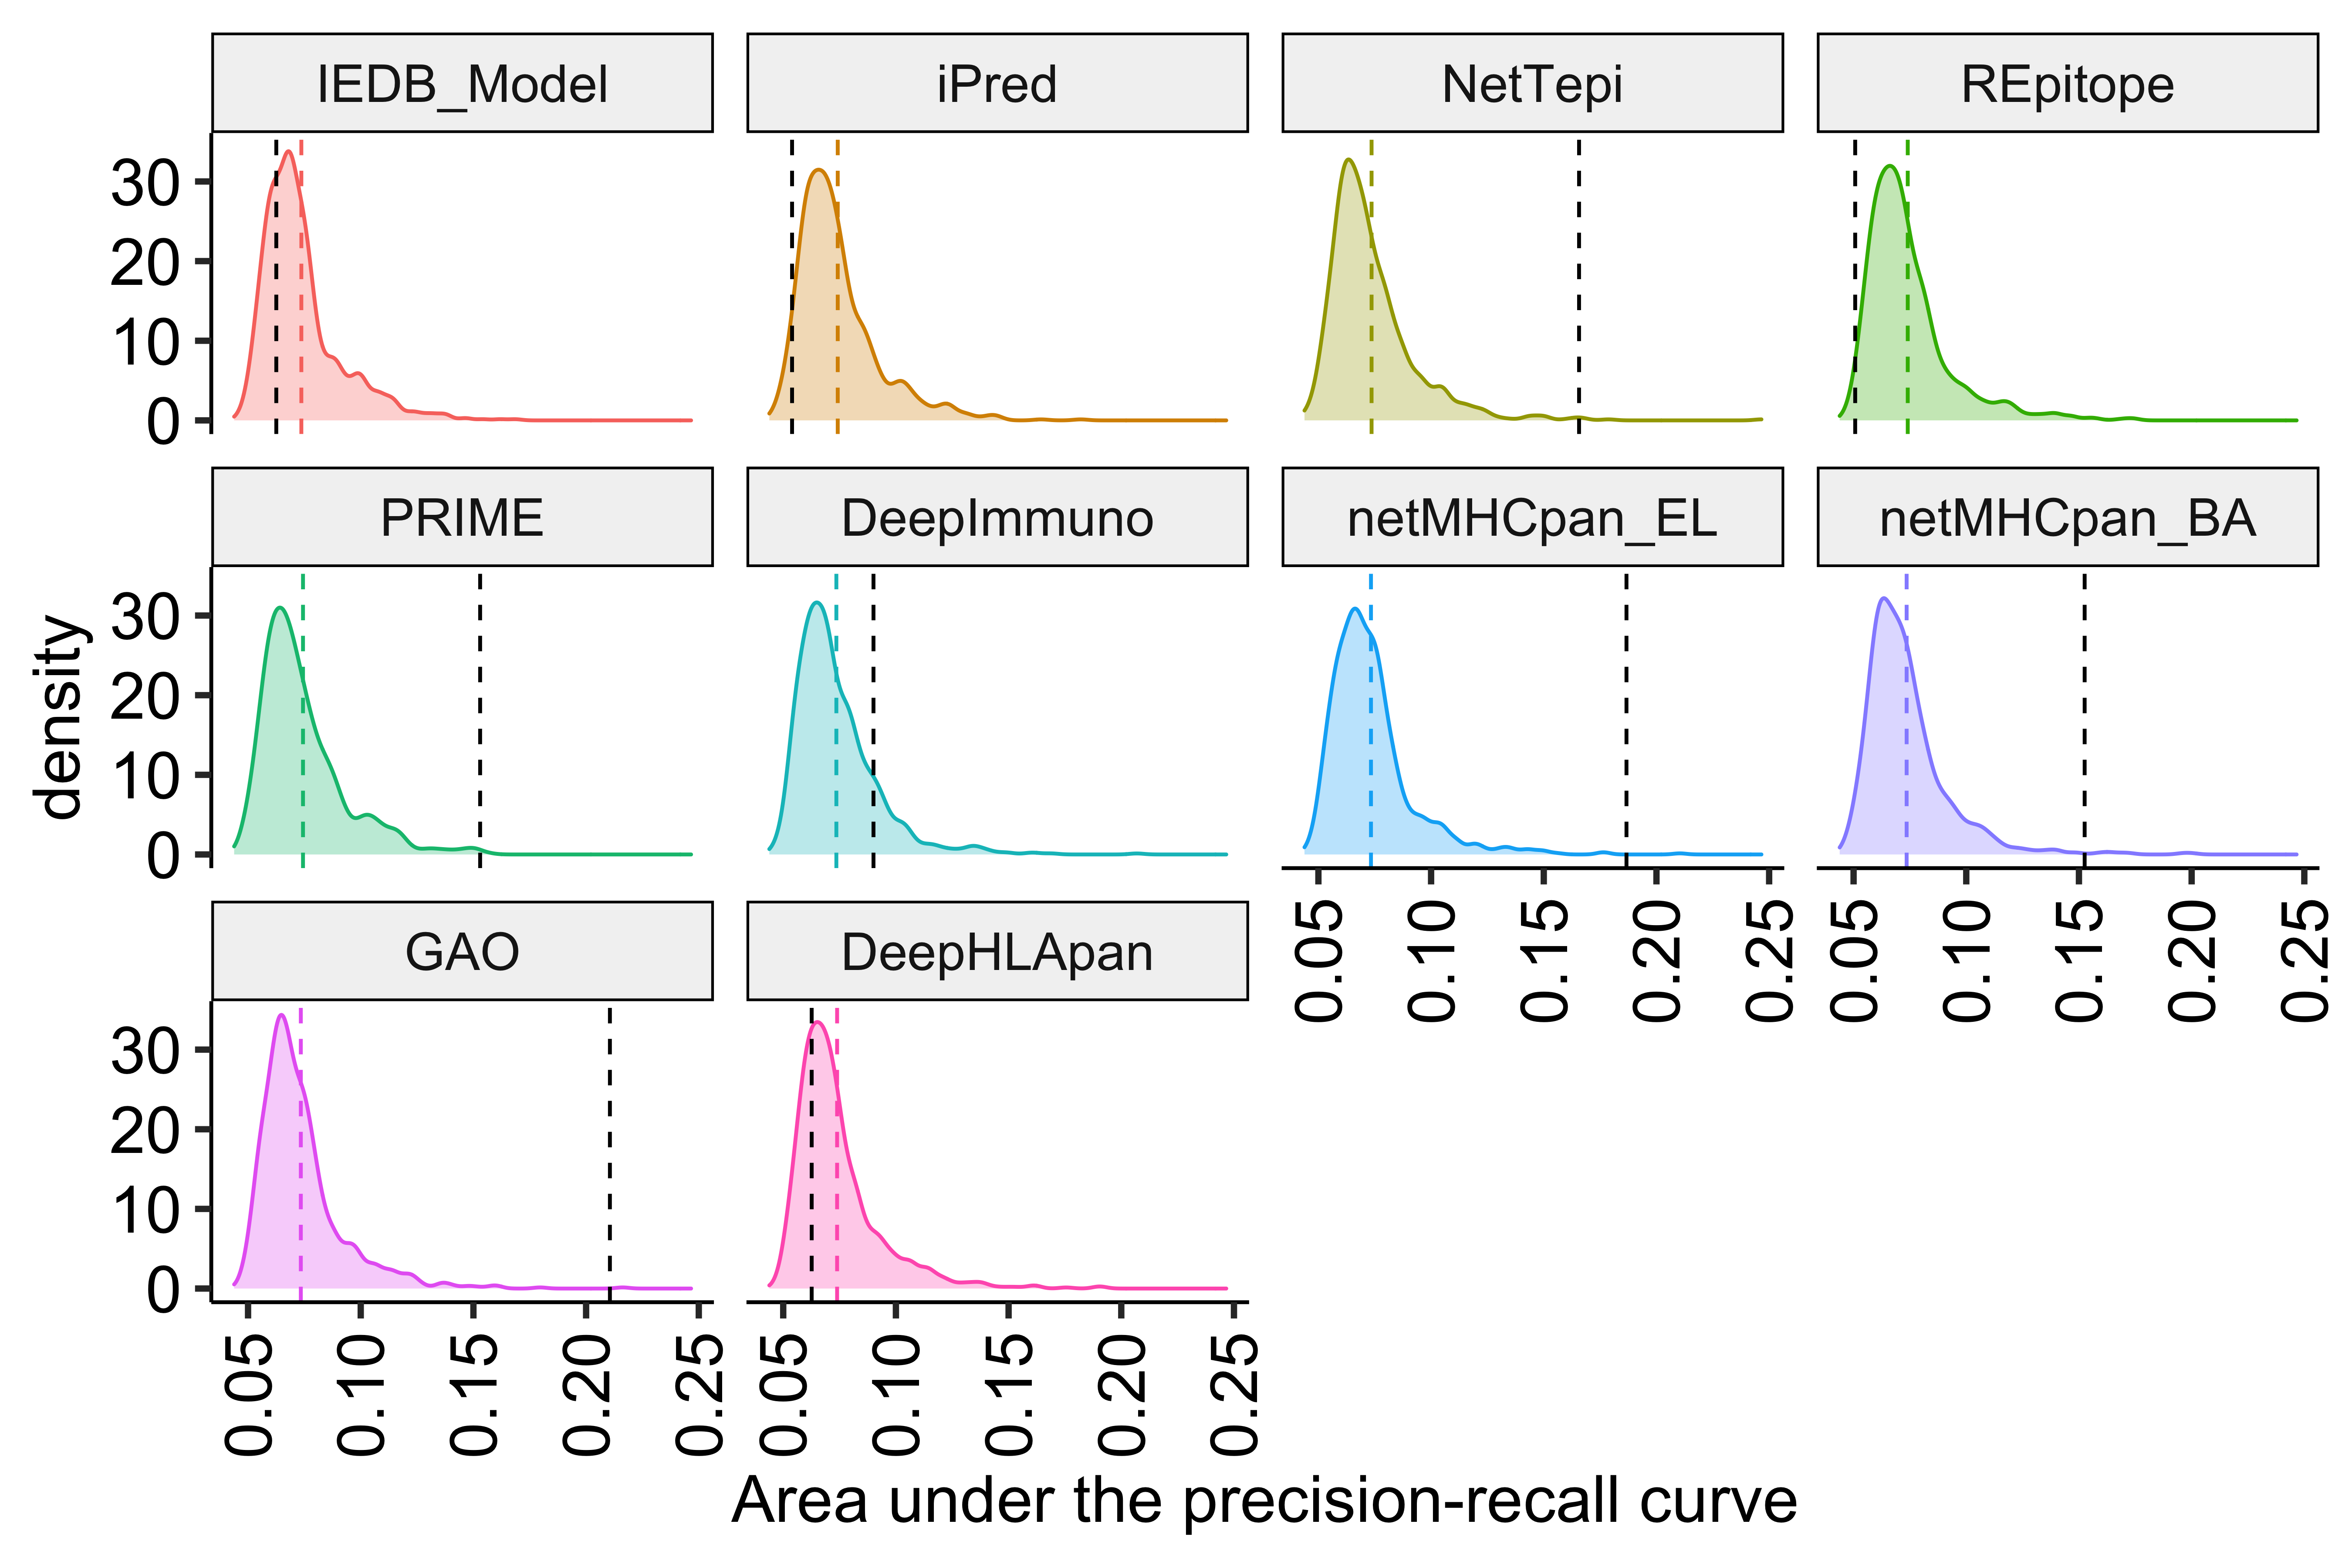 IEDB_Model iPred NetTepi REpitope
30
20
10
0
PRIME DeepImmuno netMHCpan_EL netMHCpan_BA
density
30
20
10
0
0.05 0.10 0.15 0.20 0.25 0.05 0.10 0.15 0.20 0.25
GAO DeepHLApan
30
20
10
0
0.05 0.10 0.15 0.20 0.25 0.05 0.10 0.15 0.20 0.25
Area under the precision-recall curve